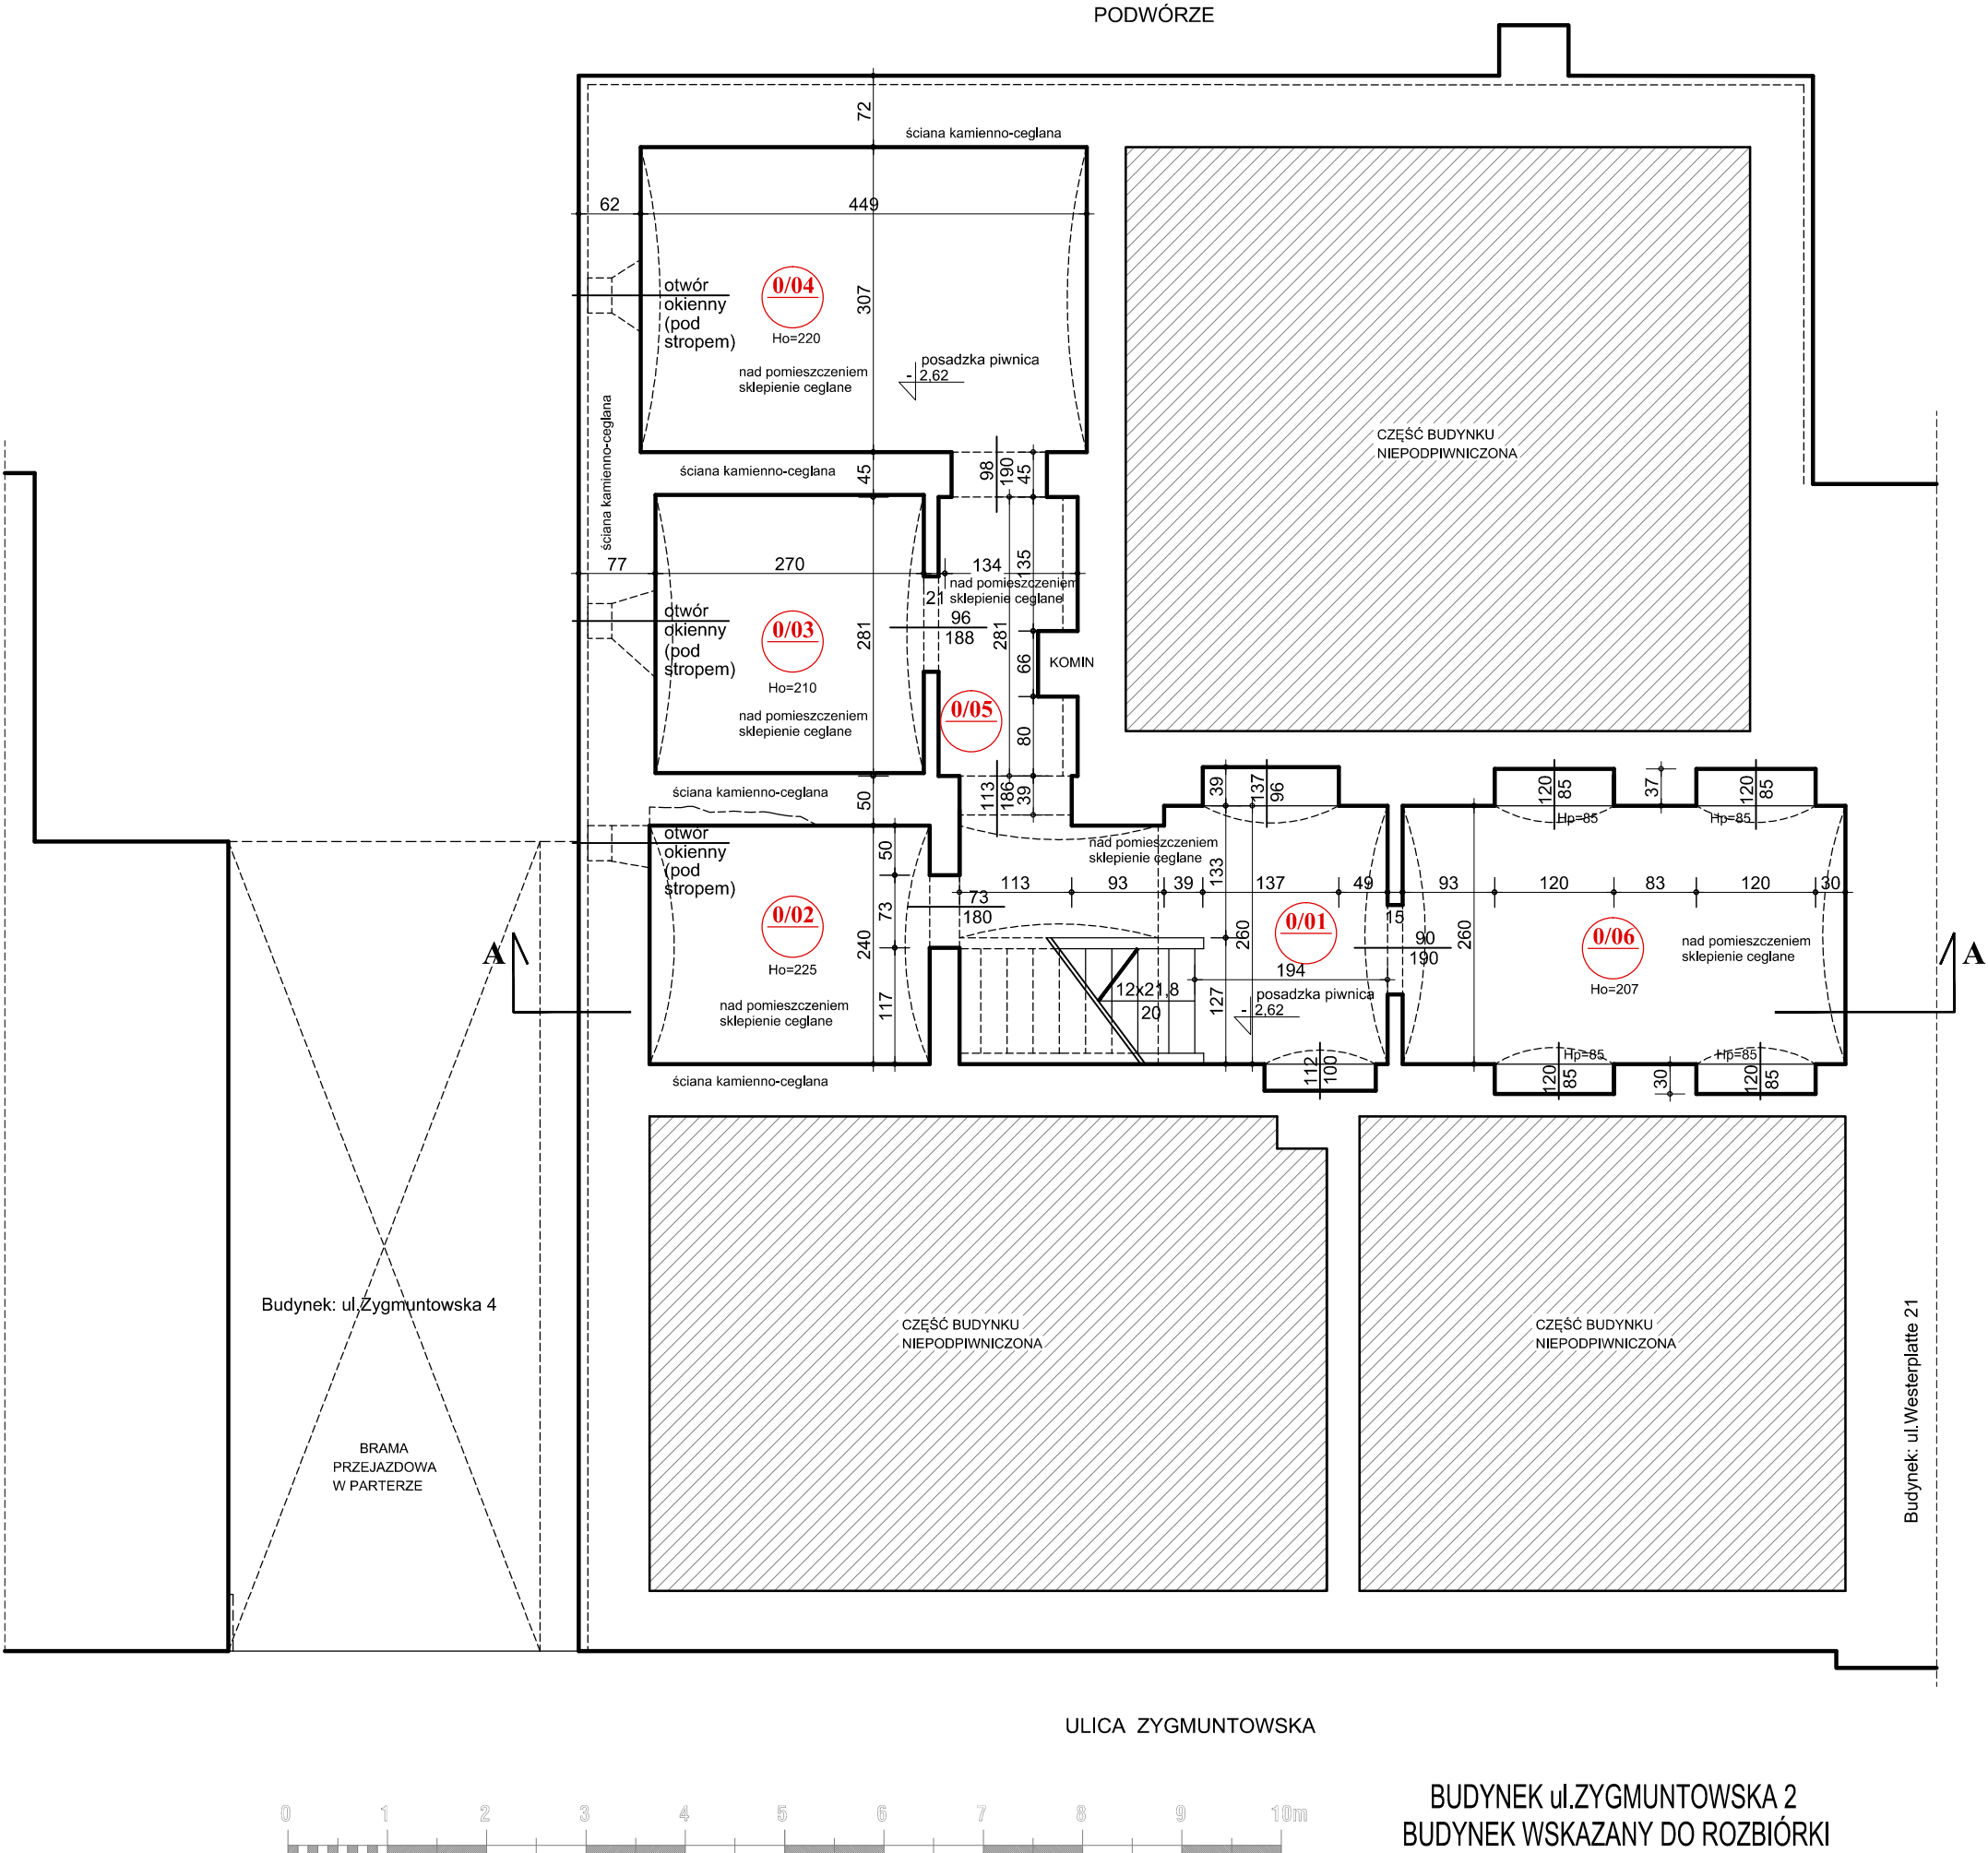 PODWÓRZE
72
ściana kamienno-ceglana
62
449
otwór
okienny
(pod
stropem)
0/04
Ho=220
307
nad pomieszczeniem
sklepienie ceglane
posadzka piwnica
- 2,62
ściana kamienno-ceglana
CZĘŚĆ BUDYNKU
NIEPODPIWNICZONA
ściana kamienno-ceglana
45
98
190
45
77
270
134
135
nad pomieszczeniem
sklepienie ceglane
21
96
188
otwór
okienny
(pod
stropem)
0/03
Ho=210
281
281
66
KOMIN
nad pomieszczeniem
sklepienie ceglane
0/05
80
ściana kamienno-ceglana
50
113
186
39
39
137
96
120
85
37
120
85
Hp=85
Hp=85
otwór
okienny
(pod
stropem)
50
nad pomieszczeniem
sklepienie ceglane
133
113
93
39
137
49
93
120
83
120
30
73
73
180
0/02
Ho=225
240
260
0/01
15
90
190
260
0/06
Ho=207
nad pomieszczeniem
sklepienie ceglane
A
A
194
12x21,8
20
127
posadzka piwnica
- 2,62
117
nad pomieszczeniem
sklepienie ceglane
ściana kamienno-ceglana
112
100
Hp=85
Hp=85
120
85
30
120
85
Budynek: ul.Zygmuntowska 4
CZĘŚĆ BUDYNKU
NIEPODPIWNICZONA
CZĘŚĆ BUDYNKU
NIEPODPIWNICZONA
Budynek: ul.Westerplatte 21
BRAMA
PRZEJAZDOWA
W PARTERZE
ULICA ZYGMUNTOWSKA
0 1 2 3 4 5 6 7 8 9 10m
BUDYNEK ul.ZYGMUNTOWSKA 2
BUDYNEK WSKAZANY DO ROZBIÓRKI